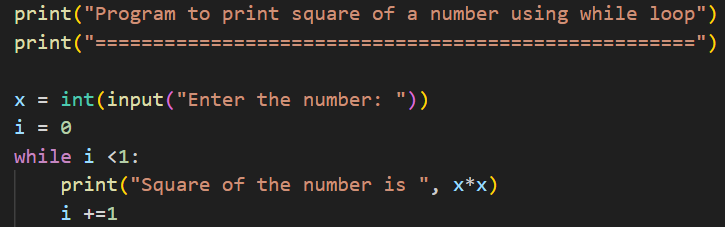 print("Program to print square of a number using while loop")
print("====================================================")
x = int(input("Enter the number: "))
i = 0
while i <1:
print("Square of the number is ", x*x)
i +=1